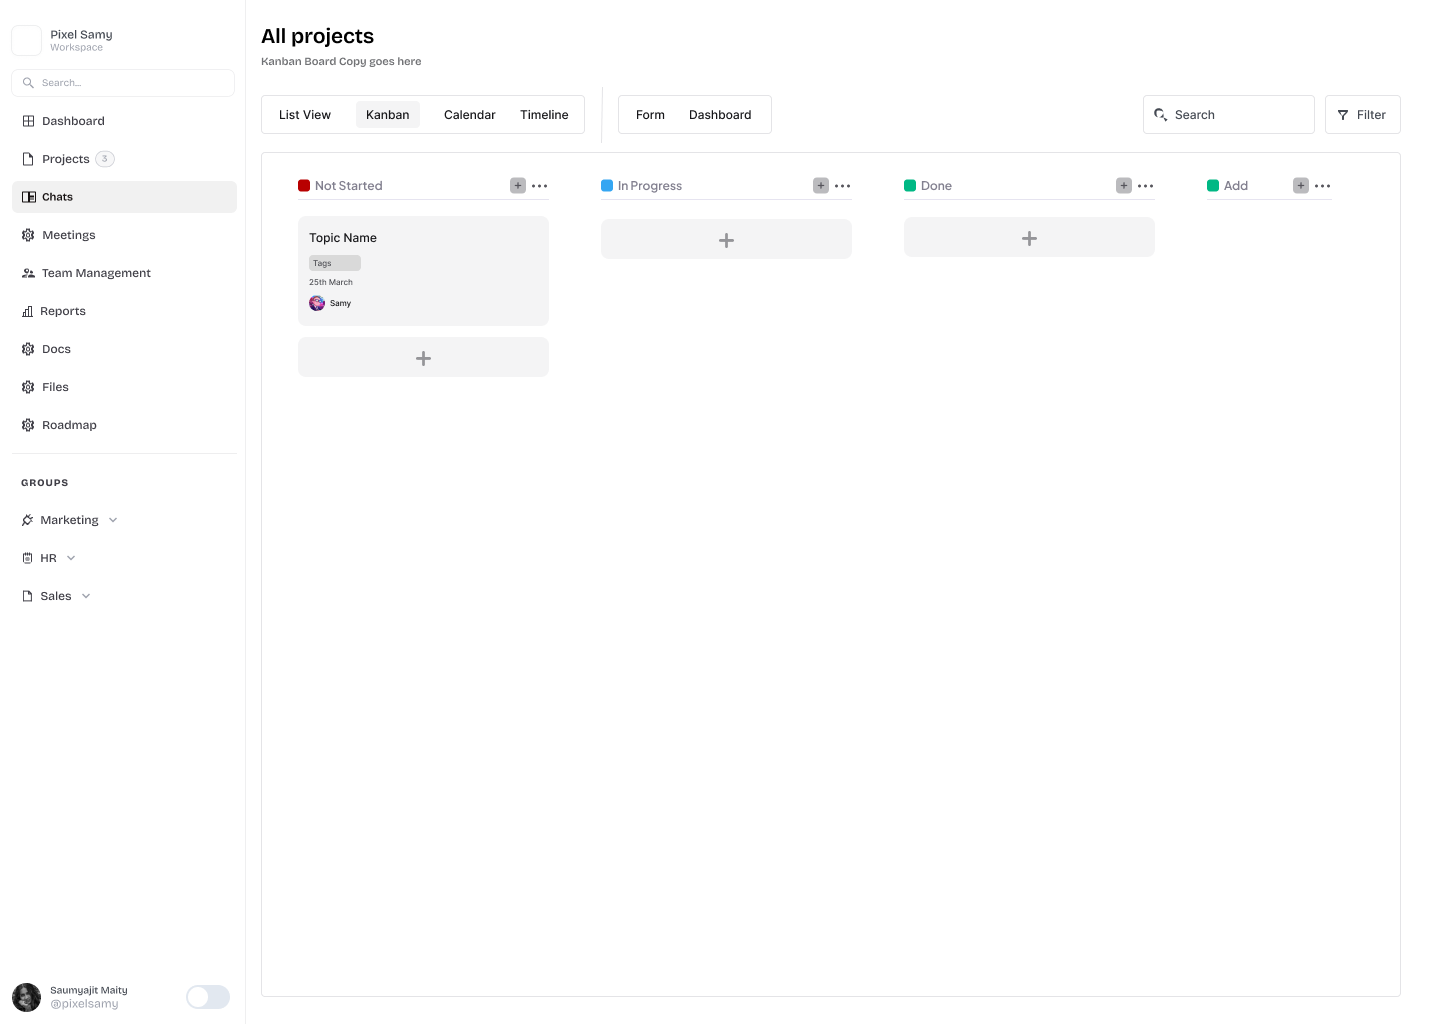 Pixel Samy
Workspace
Search...
Dashboard
Projects 3
Chats
Meetings
Team Management
Reports
Docs
Files
Roadmap
GROUPS
Marketing
HR
Sales
Saumyajit Maity
@pixelsamy
All projects
Kanban Board Copy goes here
List View Kanban Calendar Timeline Form Dashboard Search Filter
Not Started In Progress Done Add
Topic Name
Tags
25th March
Samy